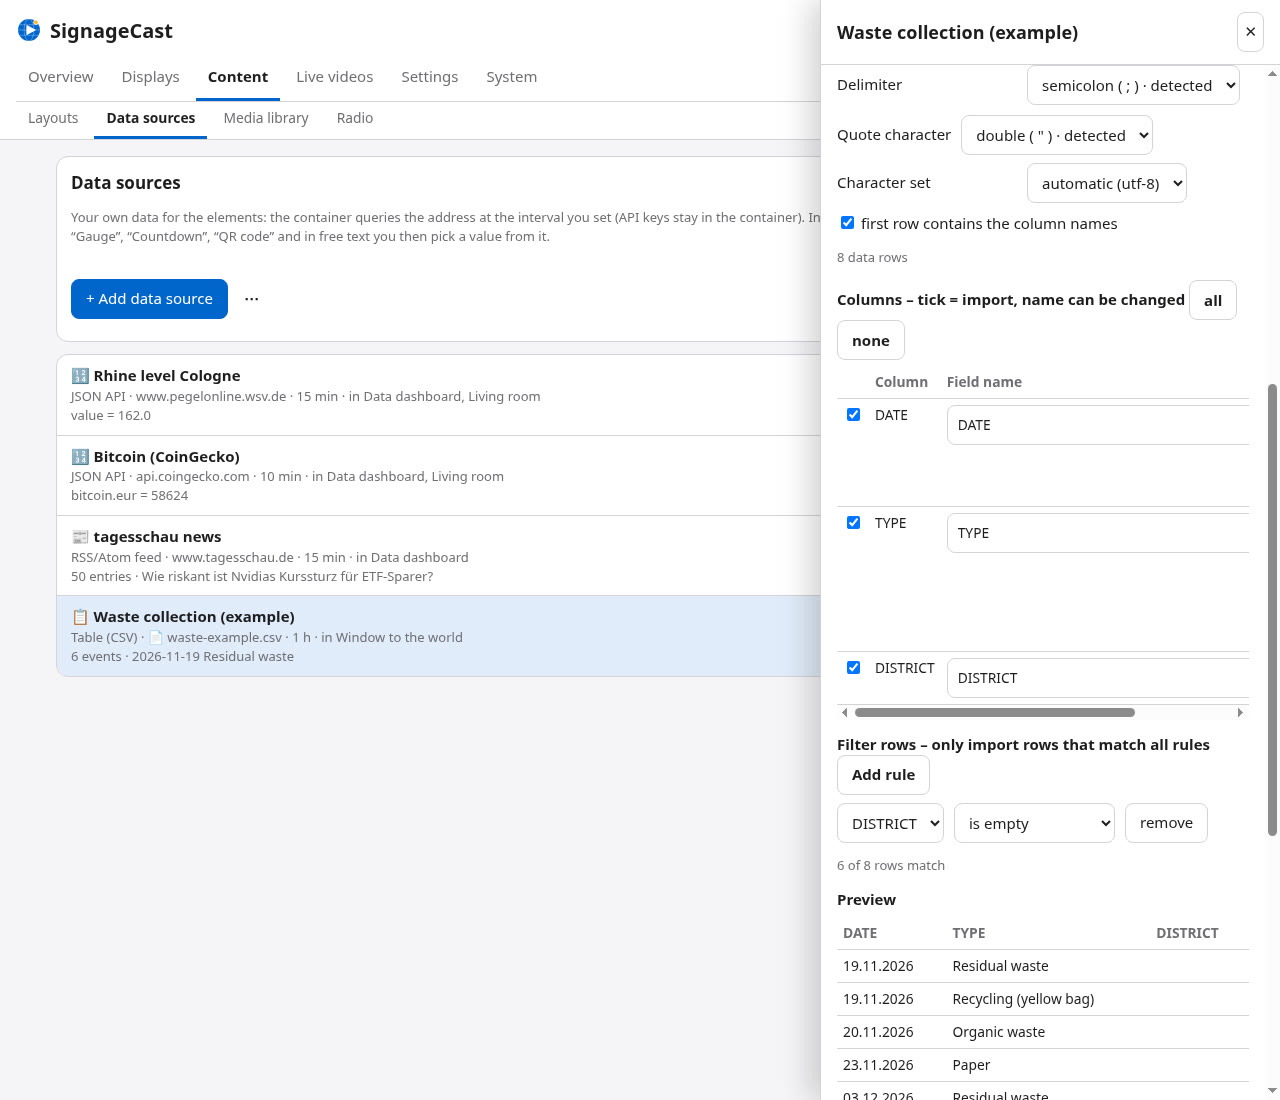 SignageCast
Overview Displays Content Live videos Settings System
Layouts Data sources Media library Radio
Data sources
Your own data for the elements: the container queries the address at the interval you set (API keys stay in the container). In
“Gauge”, “Countdown”, “QR code” and in free text you then pick a value from it.
+ Add data source ···
🔢 Rhine level Cologne
JSON API · www.pegelonline.wsv.de · 15 min · in Data dashboard, Living room
value = 162.0
🔢 Bitcoin (CoinGecko)
JSON API · api.coingecko.com · 10 min · in Data dashboard, Living room
bitcoin.eur = 58624
📰 tagesschau news
RSS/Atom feed · www.tagesschau.de · 15 min · in Data dashboard
50 entries · Wie riskant ist Nvidias Kurssturz für ETF-Sparer?
📋 Waste collection (example)
Table (CSV) · 📄 waste-example.csv · 1 h · in Window to the world
6 events · 2026-11-19 Residual waste
Waste collection (example) ✕
Delimiter semicolon ( ; ) · detected
Quote character double ( " ) · detected
Character set automatic (utf-8)
first row contains the column names
8 data rows
Columns – tick = import, name can be changed all
none
Column Field name
DATE DATE
TYPE TYPE
DISTRICT DISTRICT
Filter rows – only import rows that match all rules
Add rule
DISTRICT is empty remove
6 of 8 rows match
Preview
DATE TYPE DISTRICT
19.11.2026 Residual waste
19.11.2026 Recycling (yellow bag)
20.11.2026 Organic waste
23.11.2026 Paper
03.12.2026 Residual waste